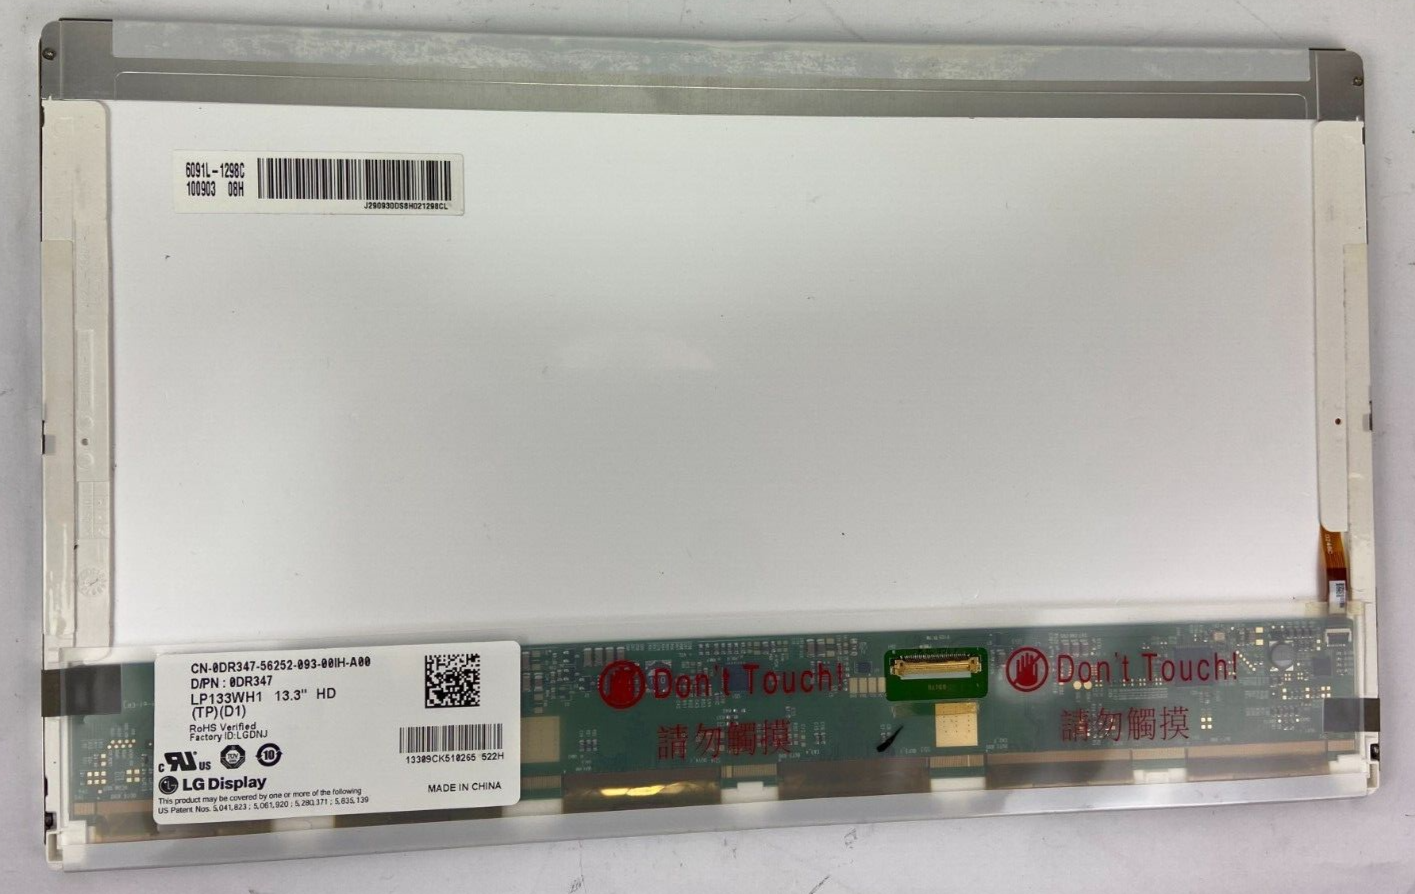 6091L-1298C
100903 08H
J290930DS8H021298CL
CN-0DR347-56252-093-00IH-A00
D/PN : 0DR347
LP133WH1 13.3" HD
(TP)(D1)
RoHS Verified
Factory ID:LGDNJ
c US
10
LG Display
13309CK510265 522H
MADE IN CHINA
This product may be covered by one or more of the following
US Patent Nos. 5,041,823 ; 5,061,920 ; 5,280,371 ; 5,635,139
Don't Touch!
請勿觸摸
Don't Touch!
請勿觸摸